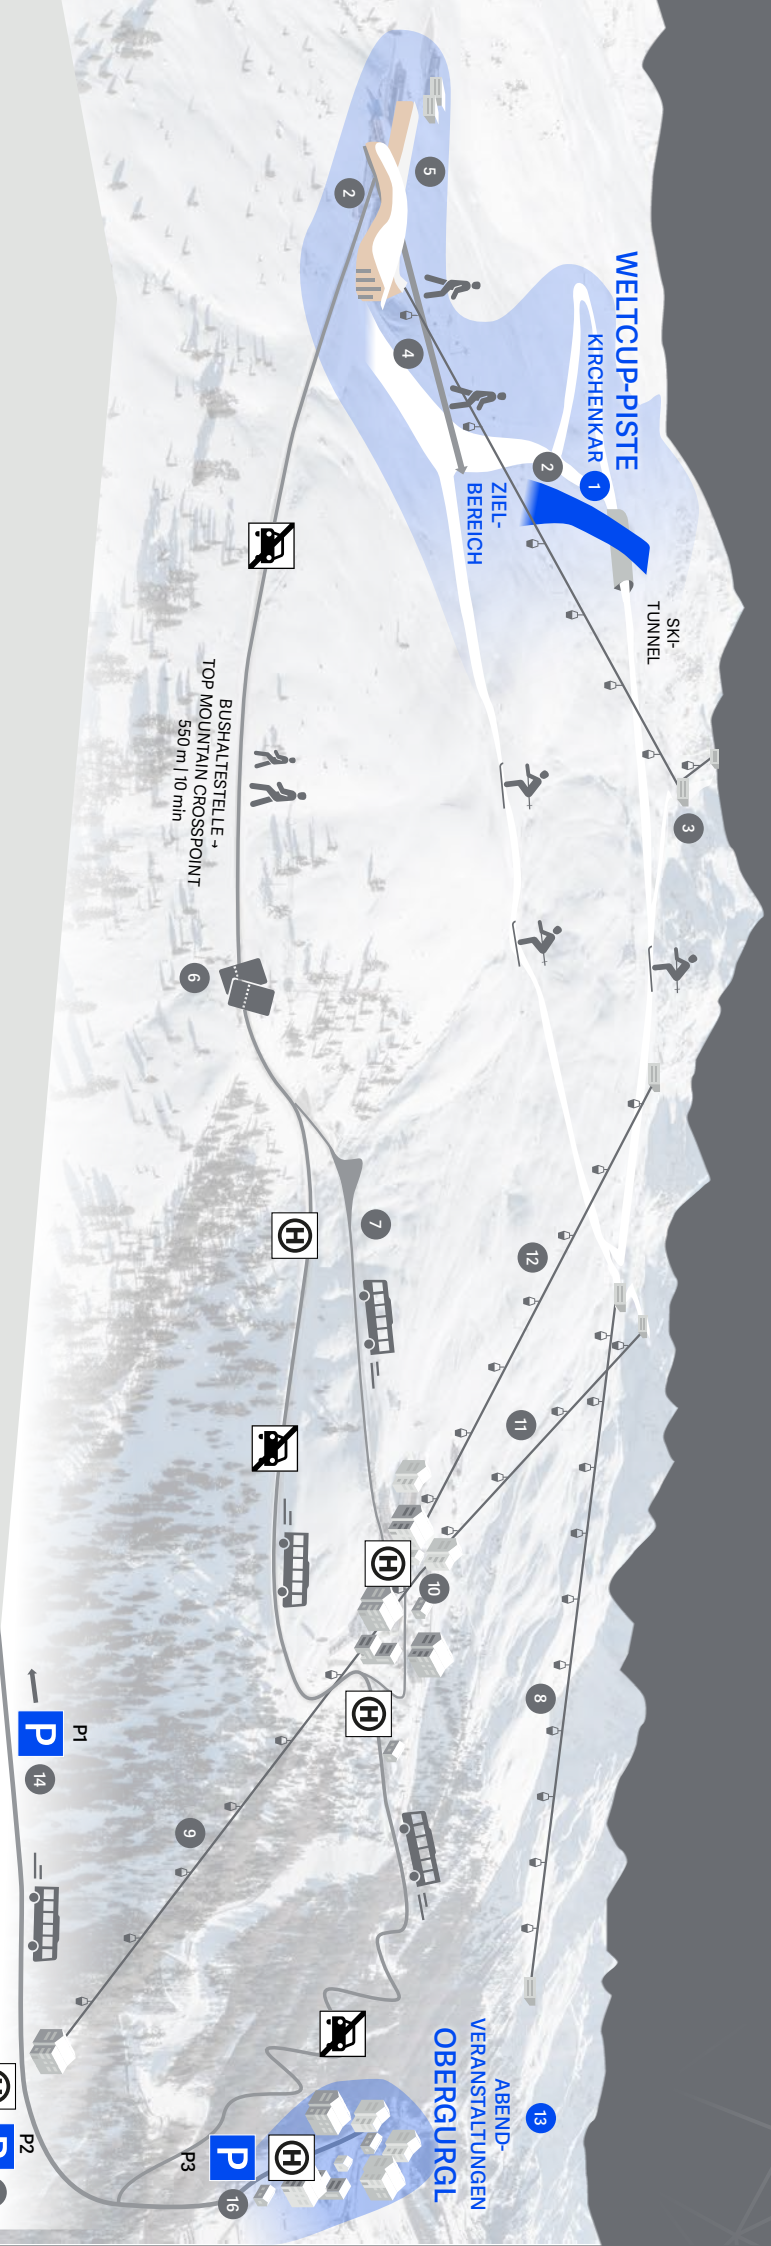 WELTCUP-PISTE
KIRCHENKAR
1
2
5
2
4
ZIEL-
BEREICH
SKI-
TUNNEL
3
BUSHALTESTELLE →
TOP MOUNTAIN CROSSPOINT
550 m | 10 min
6
7
H
12
11
H
10
H
8
9
P1
P
14
ABEND-
VERANSTALTUNGEN
OBERGURGL
13
H
P
P3
16
H
P2
P